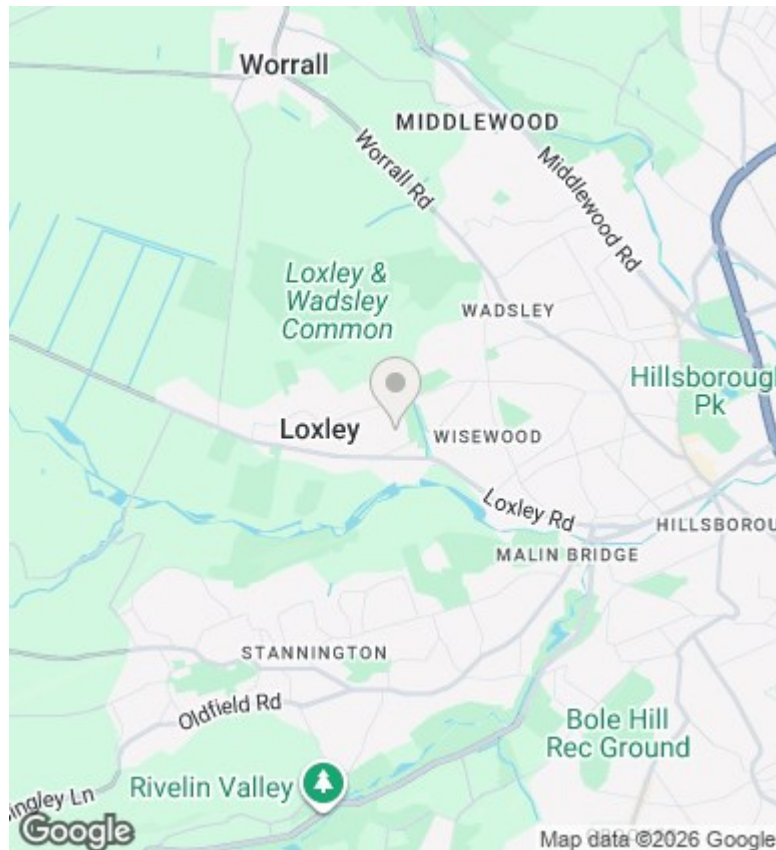 Worrall
MIDDLEWOOD
Worrall Rd
Middlewood Rd
Loxley &
Wadsley
Common
WADSLEY
Hillsborough
Pk
Loxley
WISEWOOD
Loxley Rd
HILLSBOROU
MALIN BRIDGE
STANNINGTON
Oldfield Rd
Bole Hill
Rec Ground
Rivelin Valley
ingley Ln
Google
Map data ©2026 Google